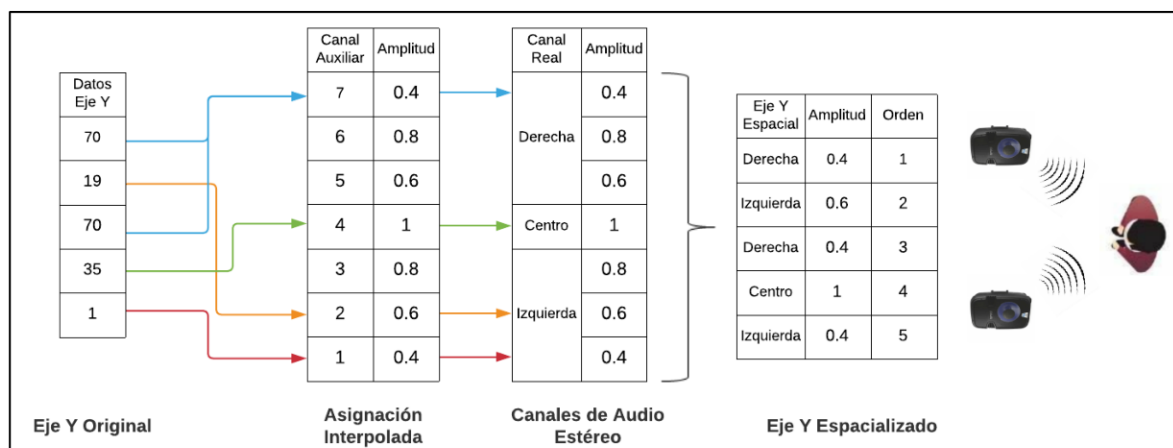 Datos
Eje Y
70
19
70
35
1
Eje Y Original
Canal
Auxiliar
Amplitud
7 0.4
6 0.8
5 0.6
4 1
3 0.8
2 0.6
1 0.4
Asignación
Interpolada
Canal
Real
Amplitud
0.4
Derecha 0.8
0.6
Centro 1
0.8
Izquierda 0.6
0.4
Canales de Audio
Estéreo
Eje Y
Espacial
Amplitud
Orden
Derecha 0.4 1
Izquierda 0.6 2
Derecha 0.4 3
Centro 1 4
Izquierda 0.4 5
Eje Y Espacializado